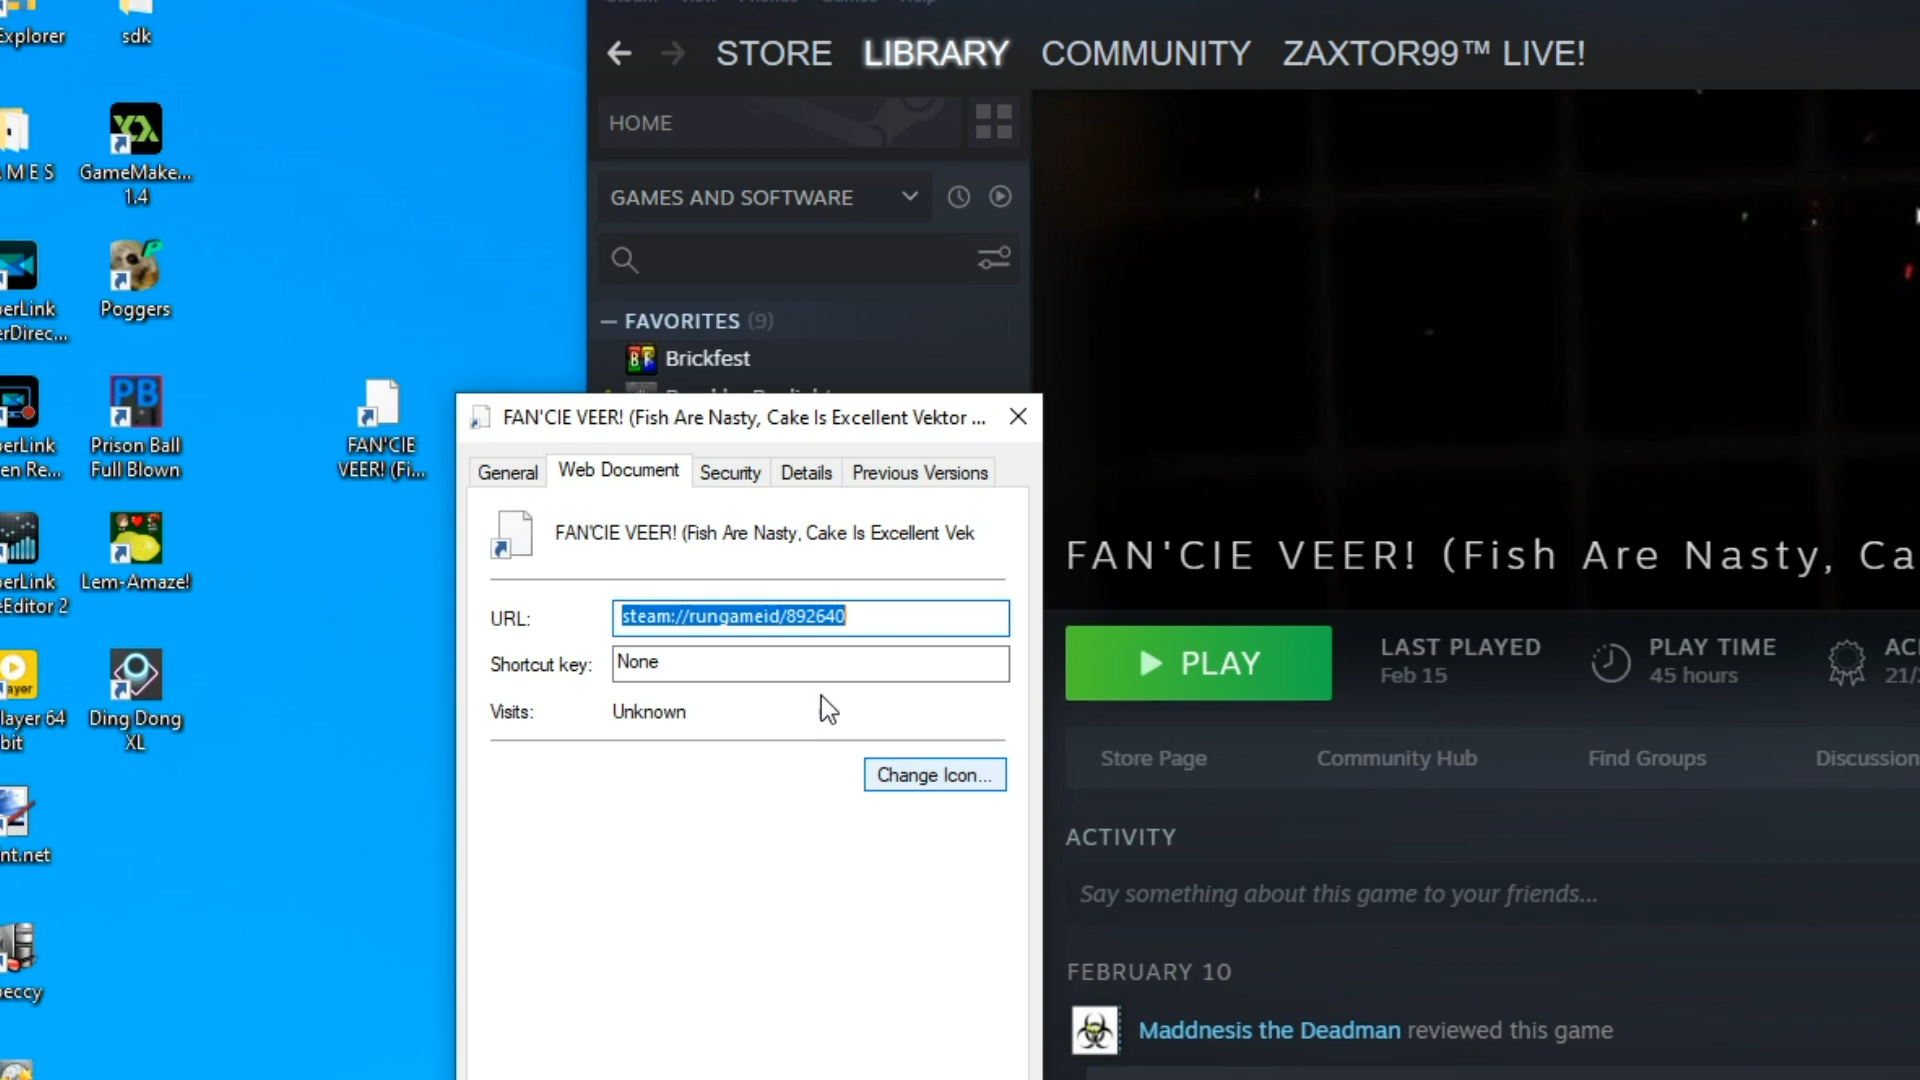 Explorer
sdk
A M E S
GameMake...
1.4
erLink
erDirec...
Poggers
erLink
en Re...
Prison Ball
Full Blown
FAN'CIE
VEER! (Fi...
erLink
eEditor 2
Lem-Amaze!
layer 64
bit
Ding Dong
XL
nt.net
eccy
STORE LIBRARY COMMUNITY ZAXTOR99™ LIVE!
HOME
GAMES AND SOFTWARE
— FAVORITES (9)
Brickfest
FAN'CIE VEER! (Fish Are Nasty, Cake Is Excellent Vektor ...
General Web Document Security Details Previous Versions
FAN'CIE VEER! (Fish Are Nasty, Cake Is Excellent Vek
URL: steam://rungameid/892640
Shortcut key: None
Visits: Unknown
Change Icon...
FAN'CIE VEER! (Fish Are Nasty, Ca
PLAY
LAST PLAYED
Feb 15
PLAY TIME
45 hours
AC
21/
Store Page Community Hub Find Groups Discussion
ACTIVITY
Say something about this game to your friends...
FEBRUARY 10
Maddnesis the Deadman reviewed this game